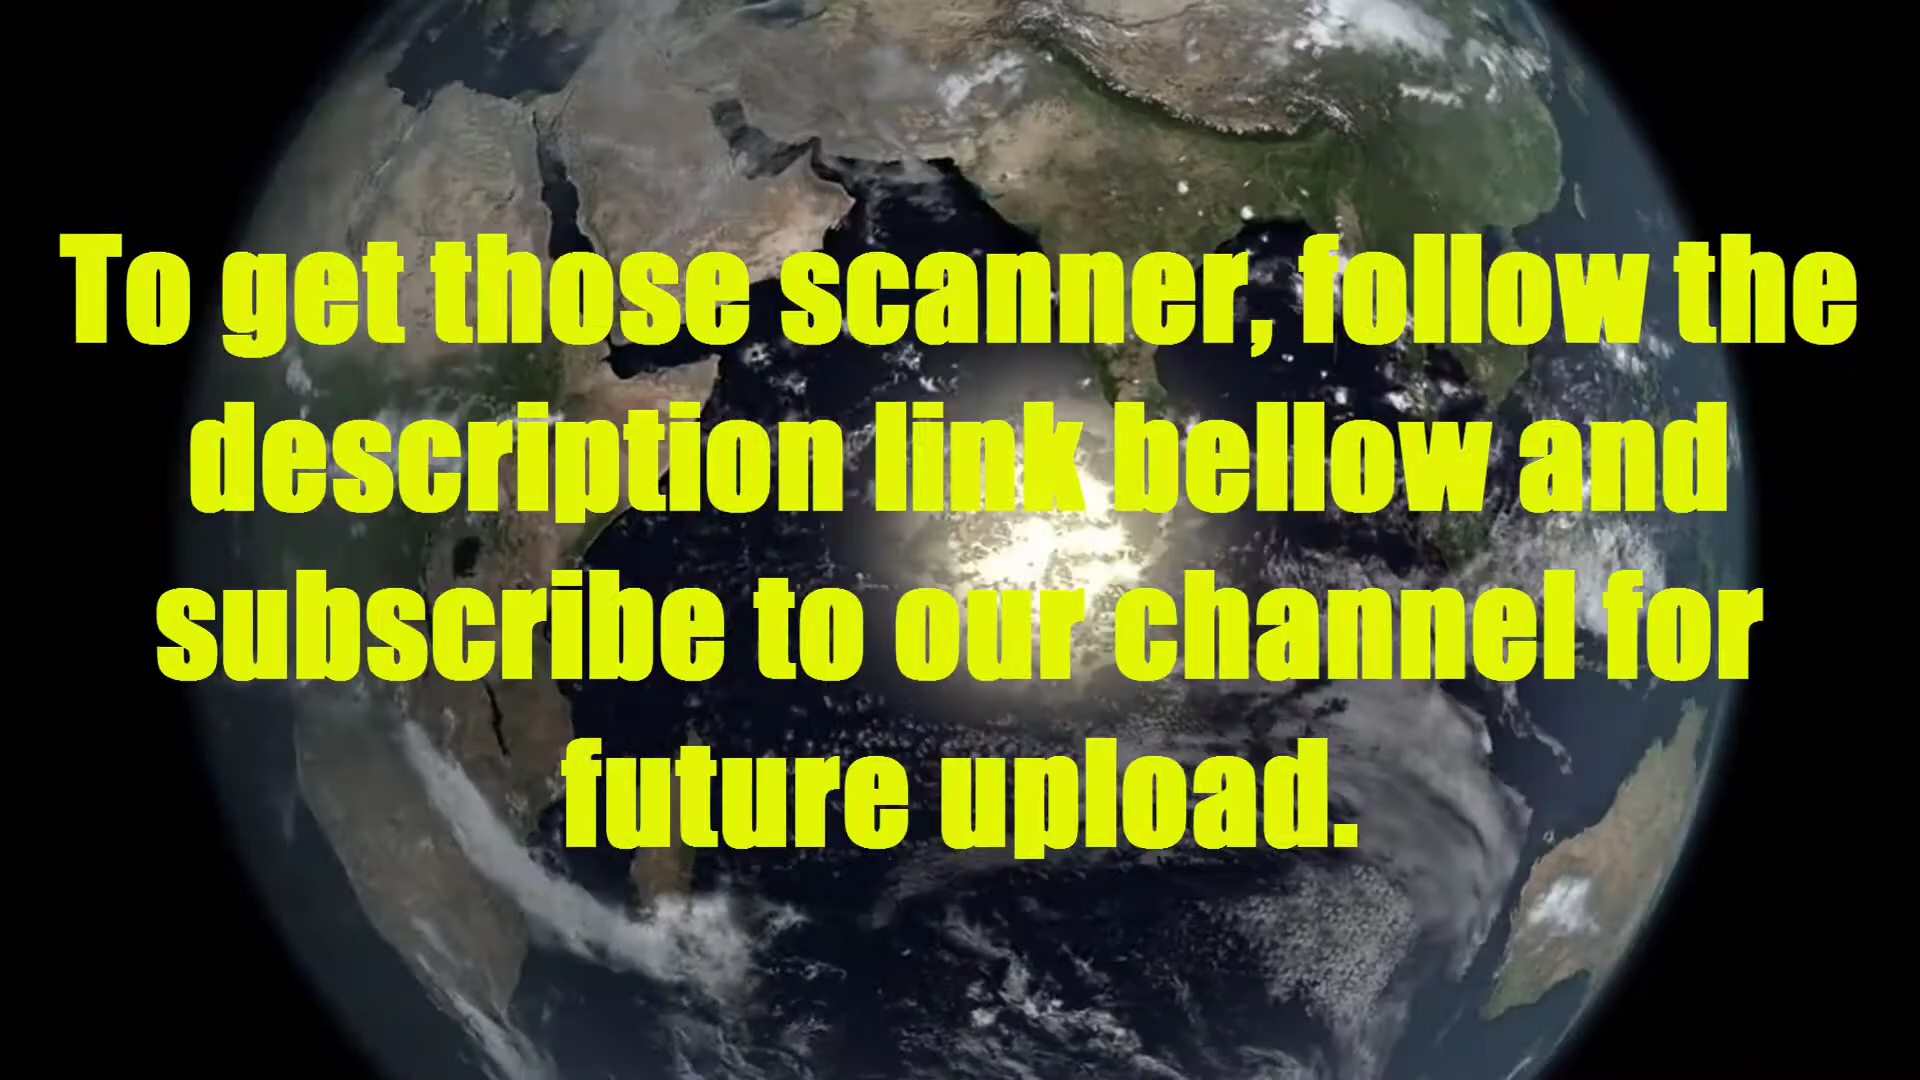 To get those scanner, follow the
description link bellow and
subscribe to our channel for
future upload.